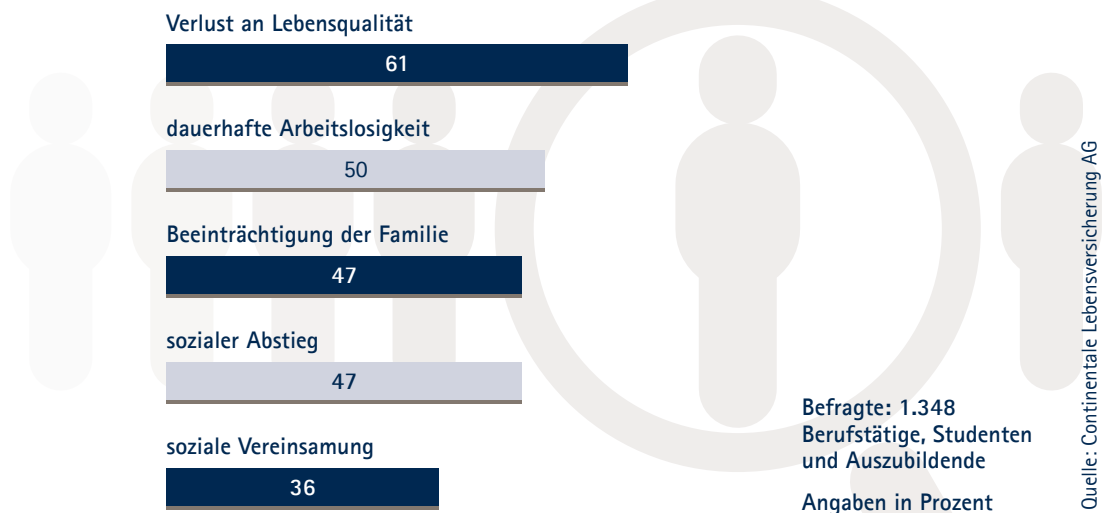 Verlust an Lebensqualität
61
dauerhafte Arbeitslosigkeit
50
Beeinträchtigung der Familie
47
sozialer Abstieg
47
soziale Vereinsamung
36
Befragte: 1.348
Berufstätige, Studenten
und Auszubildende
Angaben in Prozent
Quelle: Continentale Lebensversicherung AG